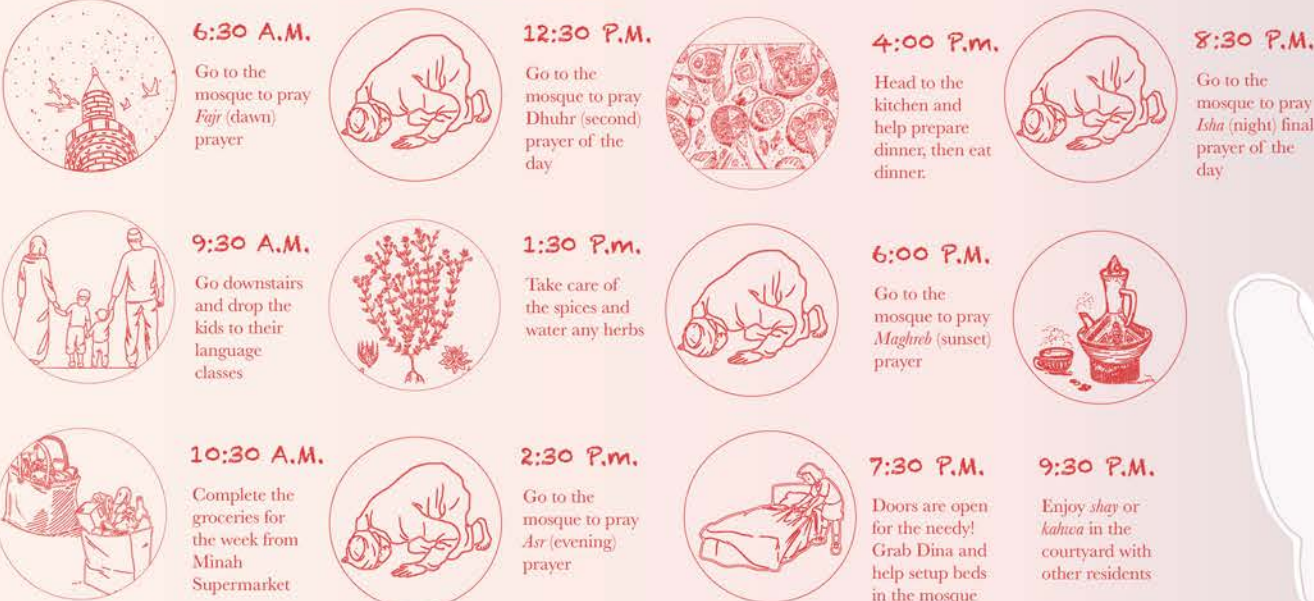 6:30 A.M.
Go to the
mosque to pray
Fajr (dawn)
prayer
9:30 A.M.
Go downstairs
and drop the
kids to their
language
classes
10:30 A.M.
Complete the
groceries for
the week from
Minah
Supermarket
12:30 P.M.
Go to the
mosque to pray
Dhuhr (second)
prayer of the
day
1:30 P.m.
Take care of
the spices and
water any herbs
2:30 P.m.
Go to the
mosque to pray
Asr (evening)
prayer
4:00 P.m.
Head to the
kitchen and
help prepare
dinner, then eat
dinner.
6:00 P.M.
Go to the
mosque to pray
Maghreb (sunset)
prayer
7:30 P.M.
Doors are open
for the needy!
Grab Dina and
help setup beds
in the mosque
8:30 P.M.
Go to the
mosque to pray
Isha (night) final
prayer of the
day
9:30 P.M.
Enjoy shay or
kahwa in the
courtyard with
other residents